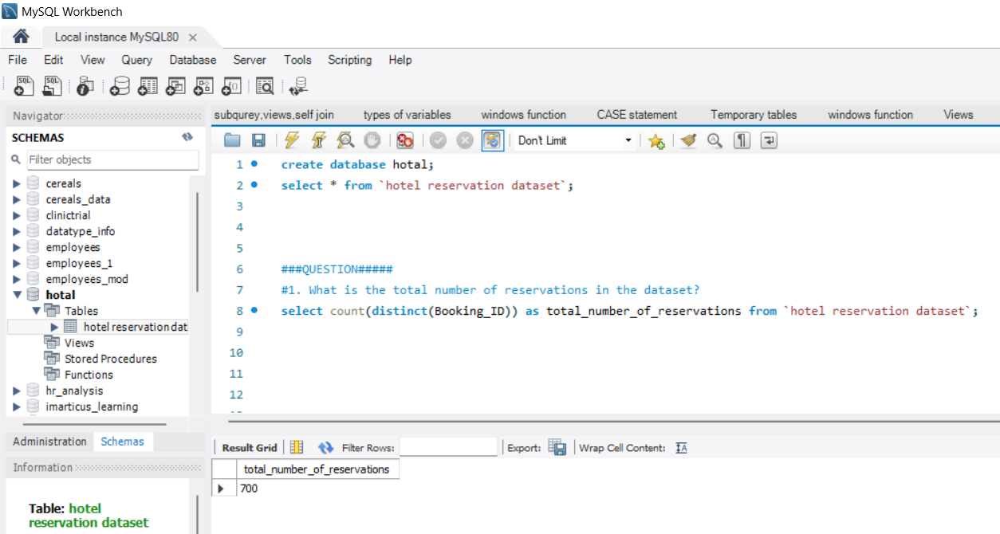 MySQL Workbench
Local instance MySQL80 ×
File Edit View Query Database Server Tools Scripting Help
Navigator
SCHEMAS
Filter objects
cereals
cereals_data
clinictrial
datatype_info
employees
employees_1
employees_mod
hotal
Tables
hotel reservation dat
Views
Stored Procedures
Functions
hr_analysis
imarticus_learning
Administration Schemas
Information
Table: hotel
reservation dataset
subqurey,views,self join types of variables windows function CASE statement Temporary tables windows function Views
Don't Limit
1 create database hotal;
2 select * from `hotel reservation dataset`;
3
4
5
6 ###QUESTION#####
7 #1. What is the total number of reservations in the dataset?
8 select count(distinct(Booking_ID)) as total_number_of_reservations from `hotel reservation dataset`;
9
10
11
12
Result Grid Filter Rows: Export: Wrap Cell Content:
total_number_of_reservations
700